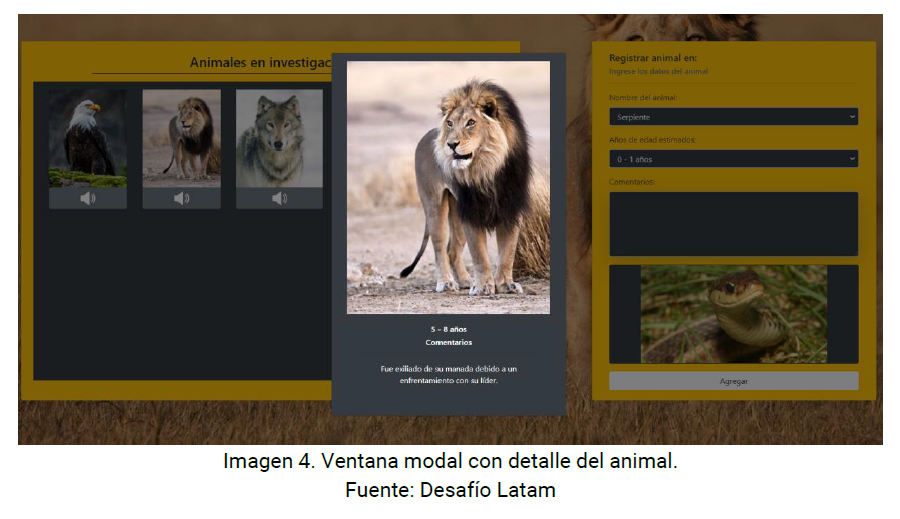 Animales en investigac
Registrar animal en:
Ingrese los datos del animal
Nombre del animal:
Serpiente
Años de edad estimados:
0 - 1 años
Comentarios:
Agregar
5 – 8 años
Comentarios
Fue exiliado de su manada debido a un
enfrentamiento con su líder.
Imagen 4. Ventana modal con detalle del animal.
Fuente: Desafío Latam